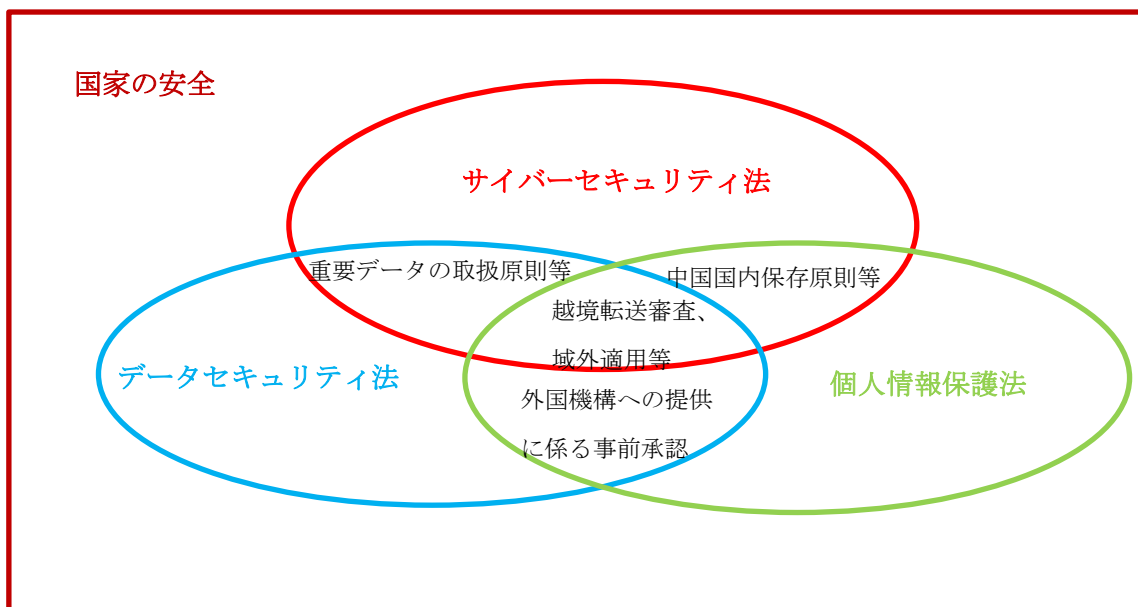 国家の安全
サイバーセキュリティ法
重要データの取扱原則等
中国国内保存原則等
越境転送審査、
域外適用等
データセキュリティ法
個人情報保護法
外国機構への提供
に係る事前承認